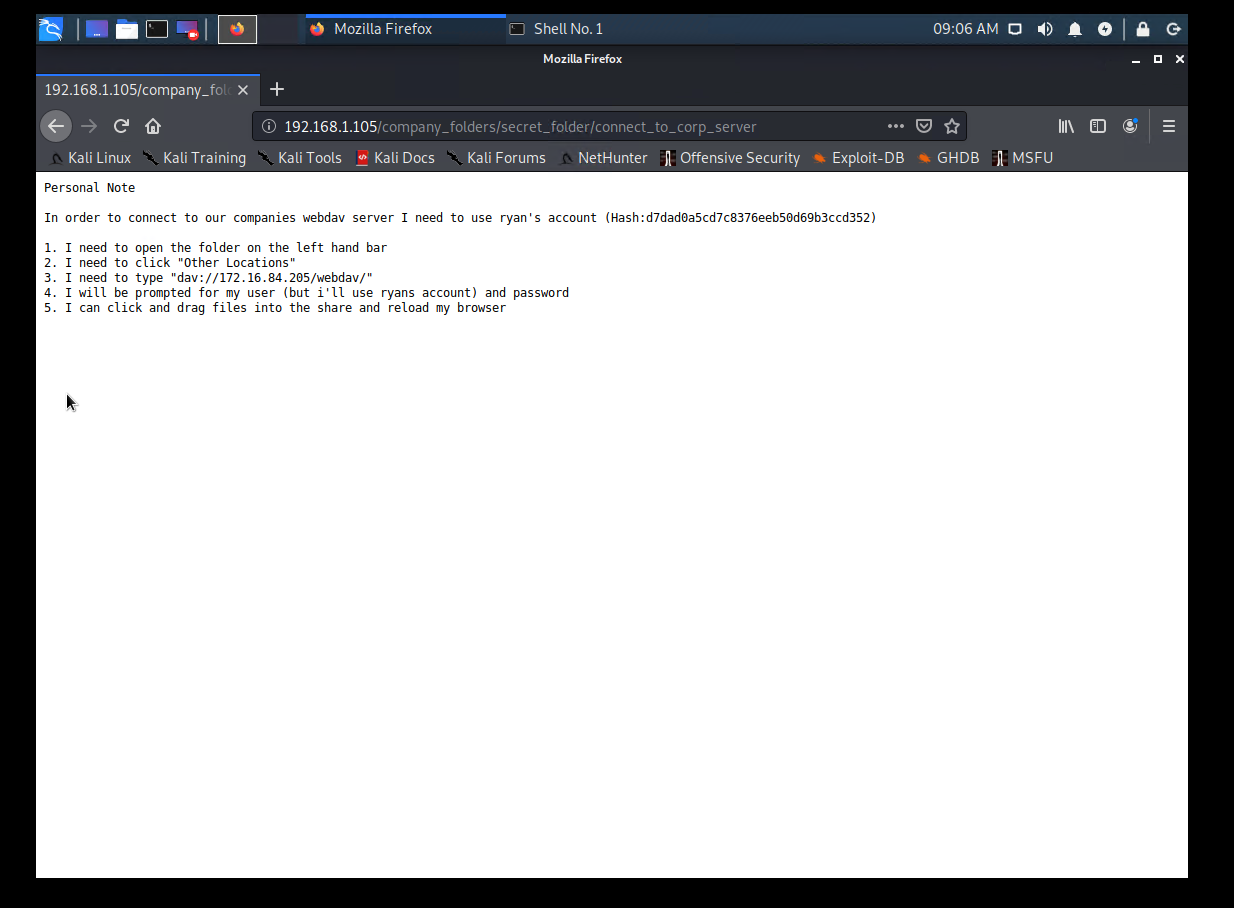 Mozilla Firefox
Shell No. 1
09:06 AM
Mozilla Firefox
192.168.1.105/company_fol
192.168.1.105/company_folders/secret_folder/connect_to_corp_server
Kali Linux Kali Training Kali Tools Kali Docs Kali Forums NetHunter Offensive Security Exploit-DB GHDB MSFU
Personal Note
In order to connect to our companies webdav server I need to use ryan's account (Hash:d7dad0a5cd7c8376eeb50d69b3ccd352)
1. I need to open the folder on the left hand bar
2. I need to click "Other Locations"
3. I need to type "dav://172.16.84.205/webdav/"
4. I will be prompted for my user (but i'll use ryans account) and password
5. I can click and drag files into the share and reload my browser